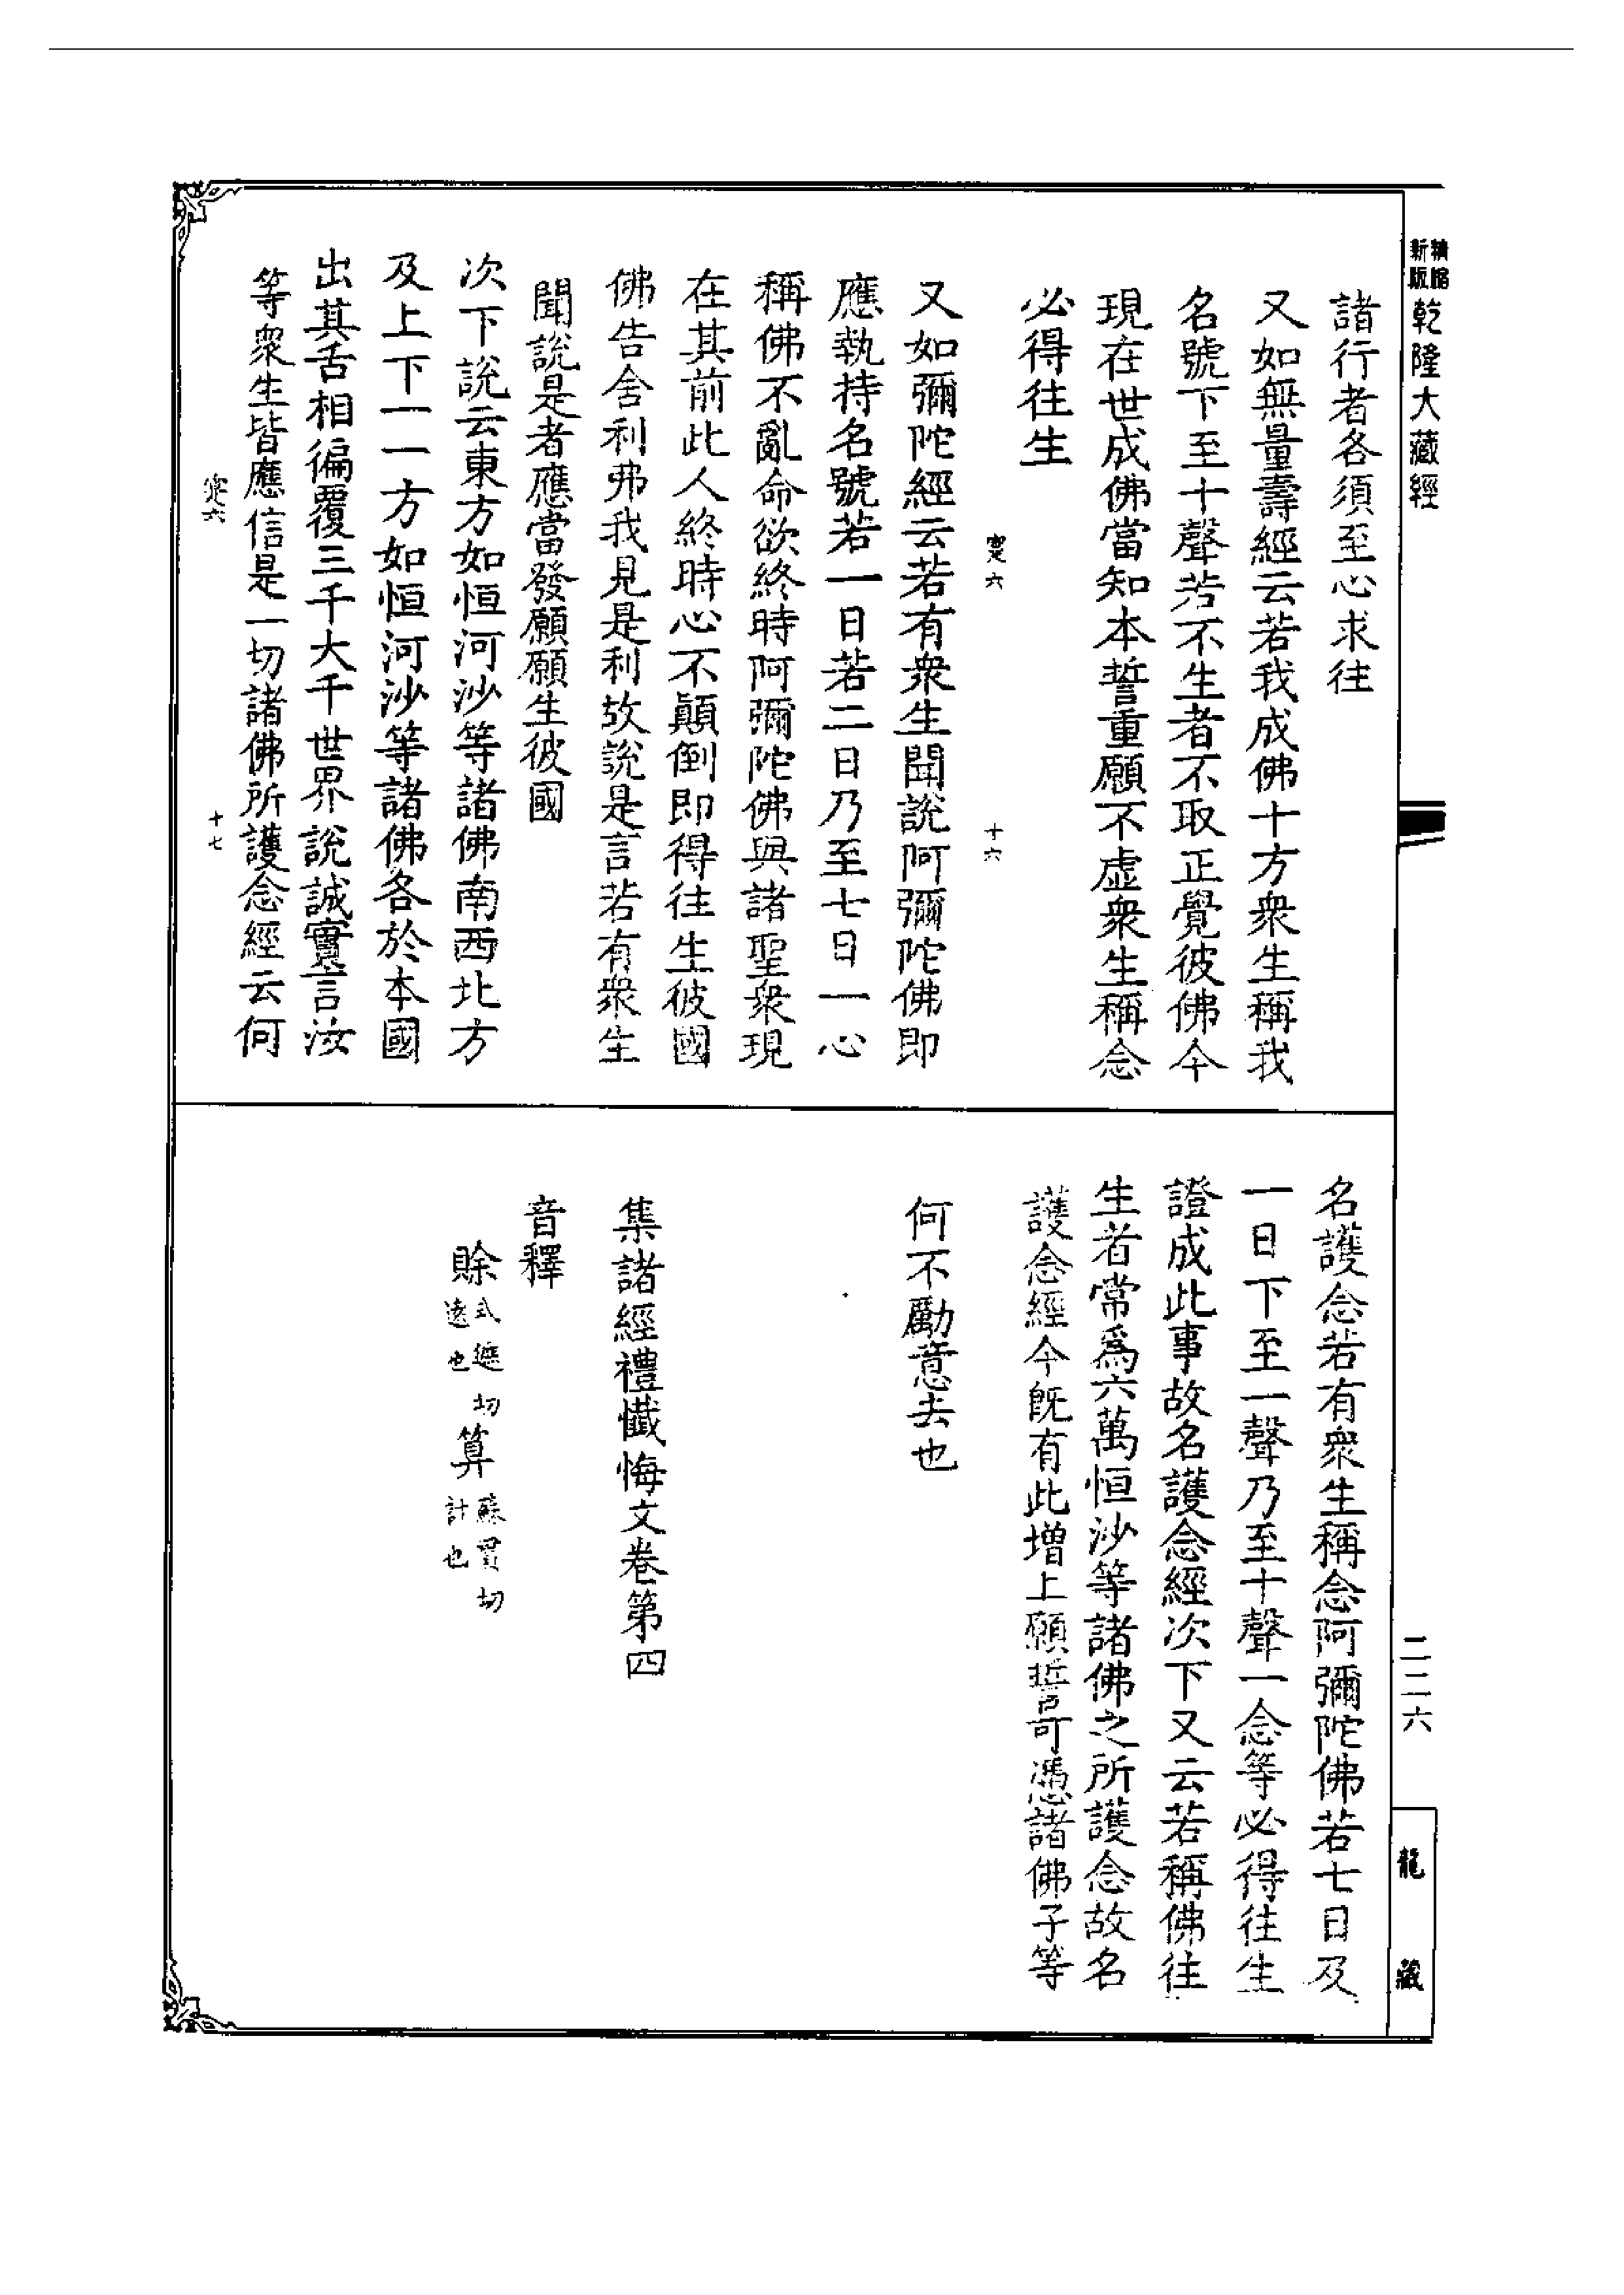 新版精縮乾隆大藏經
諸行者各須至心求往
又如無量壽經云若我成佛十方衆生稱我
名號下至十聲若不生者不取正覺彼佛今
現在世成佛當知本誓重願不虛衆生稱念
必得往生
十六
又如彌陀經云若有衆生聞說阿彌陀佛即
應執持名號若一日若二日乃至七日一心
稱佛不亂命欲終時阿彌陀佛與諸聖衆現
在其前此人終時心不顛倒即得往生彼國
佛告舍利弗我見是利故說是言若有衆生
聞說是者應當發願願生彼國
次下說云東方如恒河沙等諸佛南西北方
及上下一一方如恒河沙等諸佛各於本國
出其舌相徧覆三千大千世界說誠實言汝
等衆生皆應信是一切諸佛所護念經云何
十七
名護念若有衆生稱念阿彌陀佛若七日及
一日下至一聲乃至十聲一念等必得往生
證成此事故名護念經次下又云若稱佛往
生者常爲六萬恒沙等諸佛之所護念故名
護念經今既有此增上願誓可憑諸佛子等
何不勵意去也
集諸經禮懺悔文卷第四
音釋
賒式遮切遠也算蘇貫切計也
二二六
龍藏